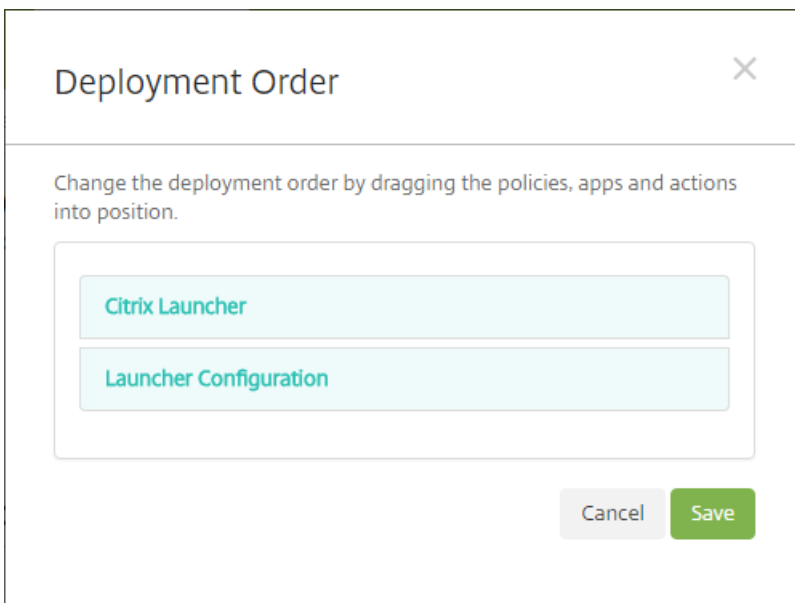 Deployment Order
Change the deployment order by dragging the policies, apps and actions
into position.
Citrix Launcher
Launcher Configuration
Cancel
Save